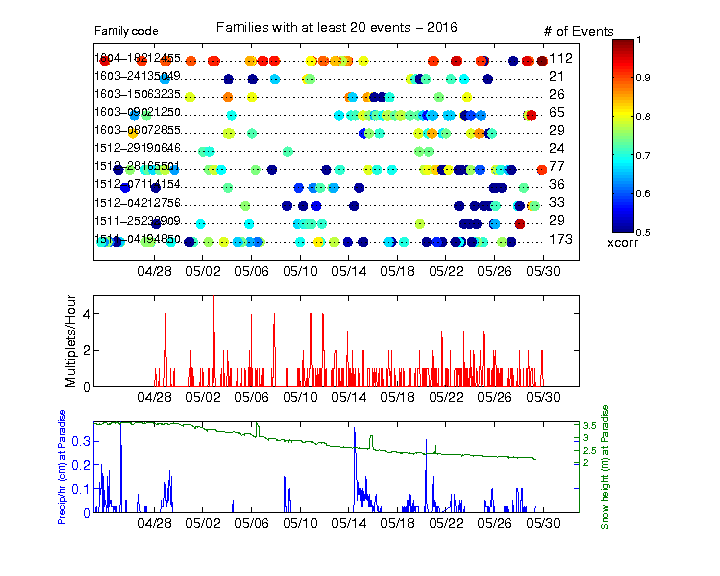 Families with at least 20 events – 2016
Family code
# of Events
1604–18212455 112
1603–24135049 21
1603–15063235 26
1603–09021250 65
1603–08072855 29
1512–29190646 24
1512–28165501 77
1512–07114154 36
1512–04212756 33
1511–25233909 29
1511–04194850 173
04/28 05/02 05/06 05/10 05/14 05/18 05/22 05/26 05/30
1
0.9
0.8
0.7
0.6
0.5
xcorr
Multiplets/Hour
4
2
0
04/28 05/02 05/06 05/10 05/14 05/18 05/22 05/26 05/30
Precip/hr (cm) at Paradise
0.3
0.2
0.1
0
3.5
3
2.5
2
Snow height (m) at Paradise
04/28 05/02 05/06 05/10 05/14 05/18 05/22 05/26 05/30